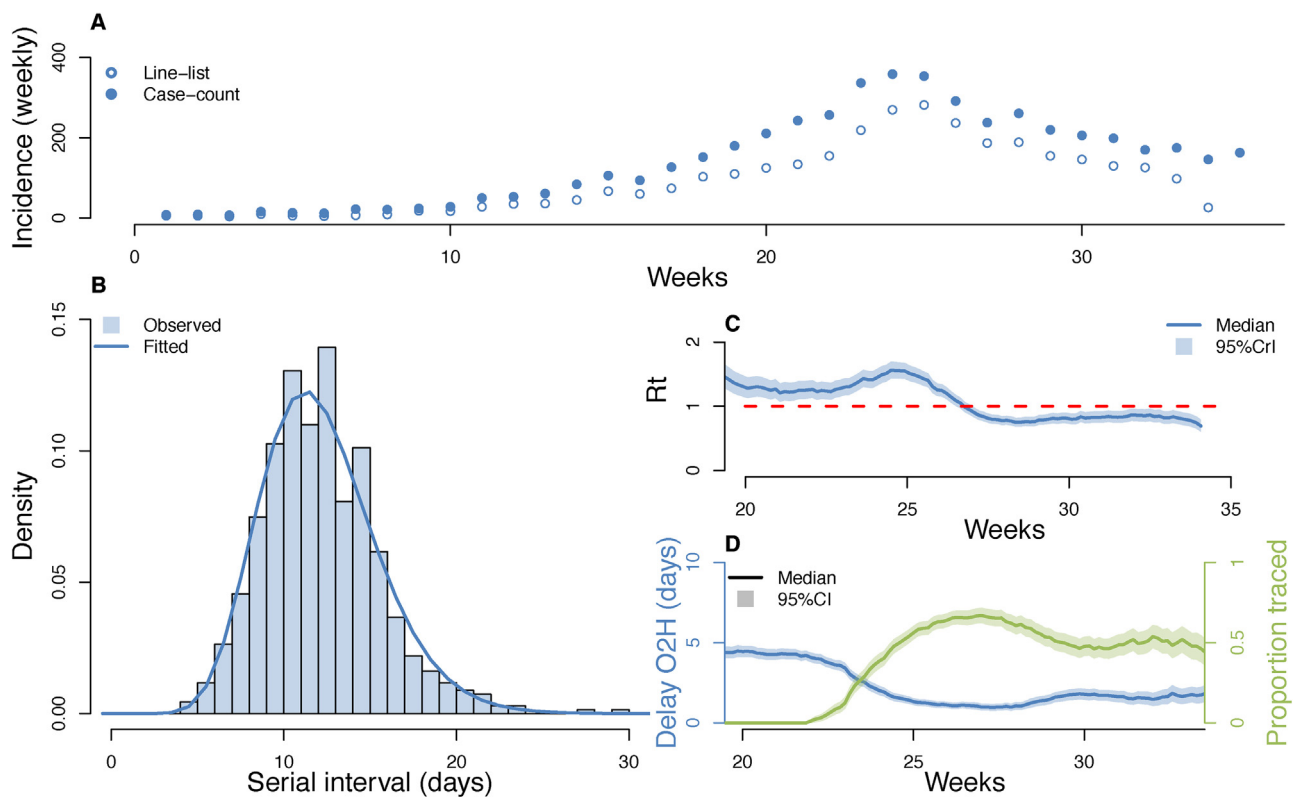 A
Incidence (weekly)
400
200
0
Line−list
Case−count
0 10 20 30
Weeks
B
Density
0.15
0.10
0.05
0.00
Observed
Fitted
0 10 20 30
Serial interval (days)
C
Rt
2
1
0
Median
95%CrI
20 25 30 35
Weeks
D
Delay O2H (days)
10
5
0
Median
95%CI
1
0.5
0
Proportion traced
20 25 30
Weeks